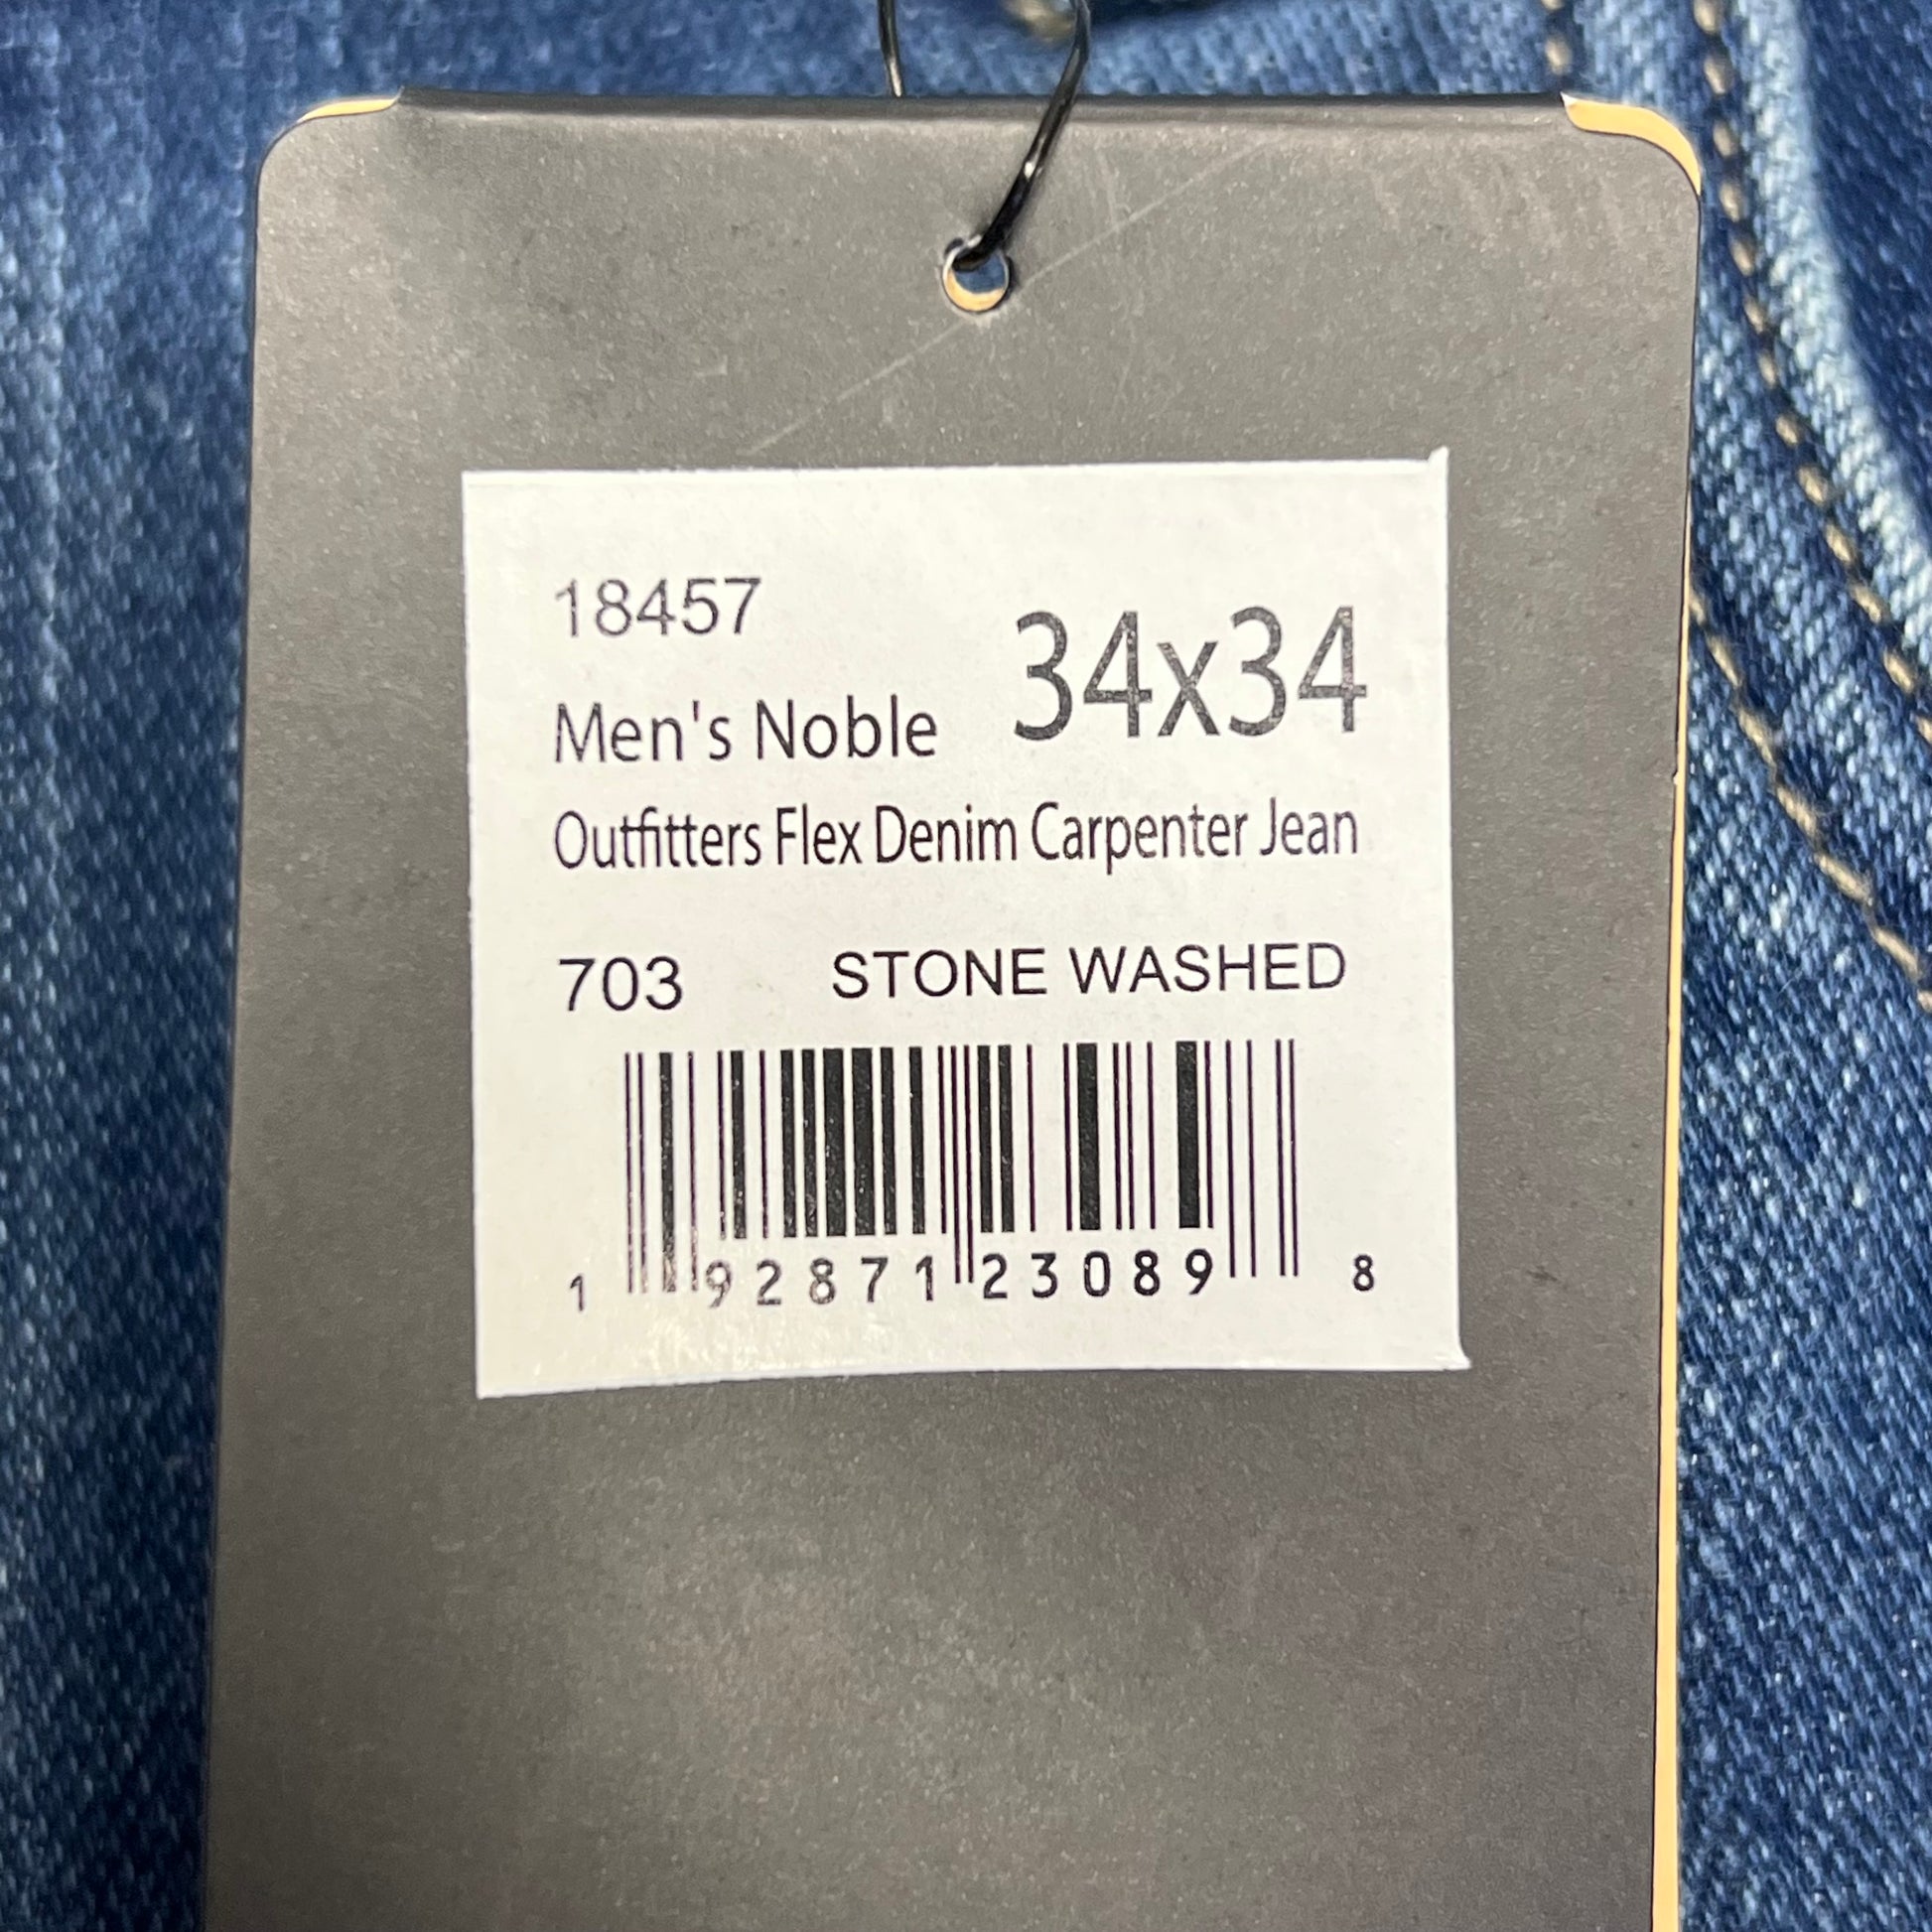 18457
34x34
Men's Noble
Outfitters Flex Denim Carpenter Jean
703 STONE WASHED
1 92871 23089 8